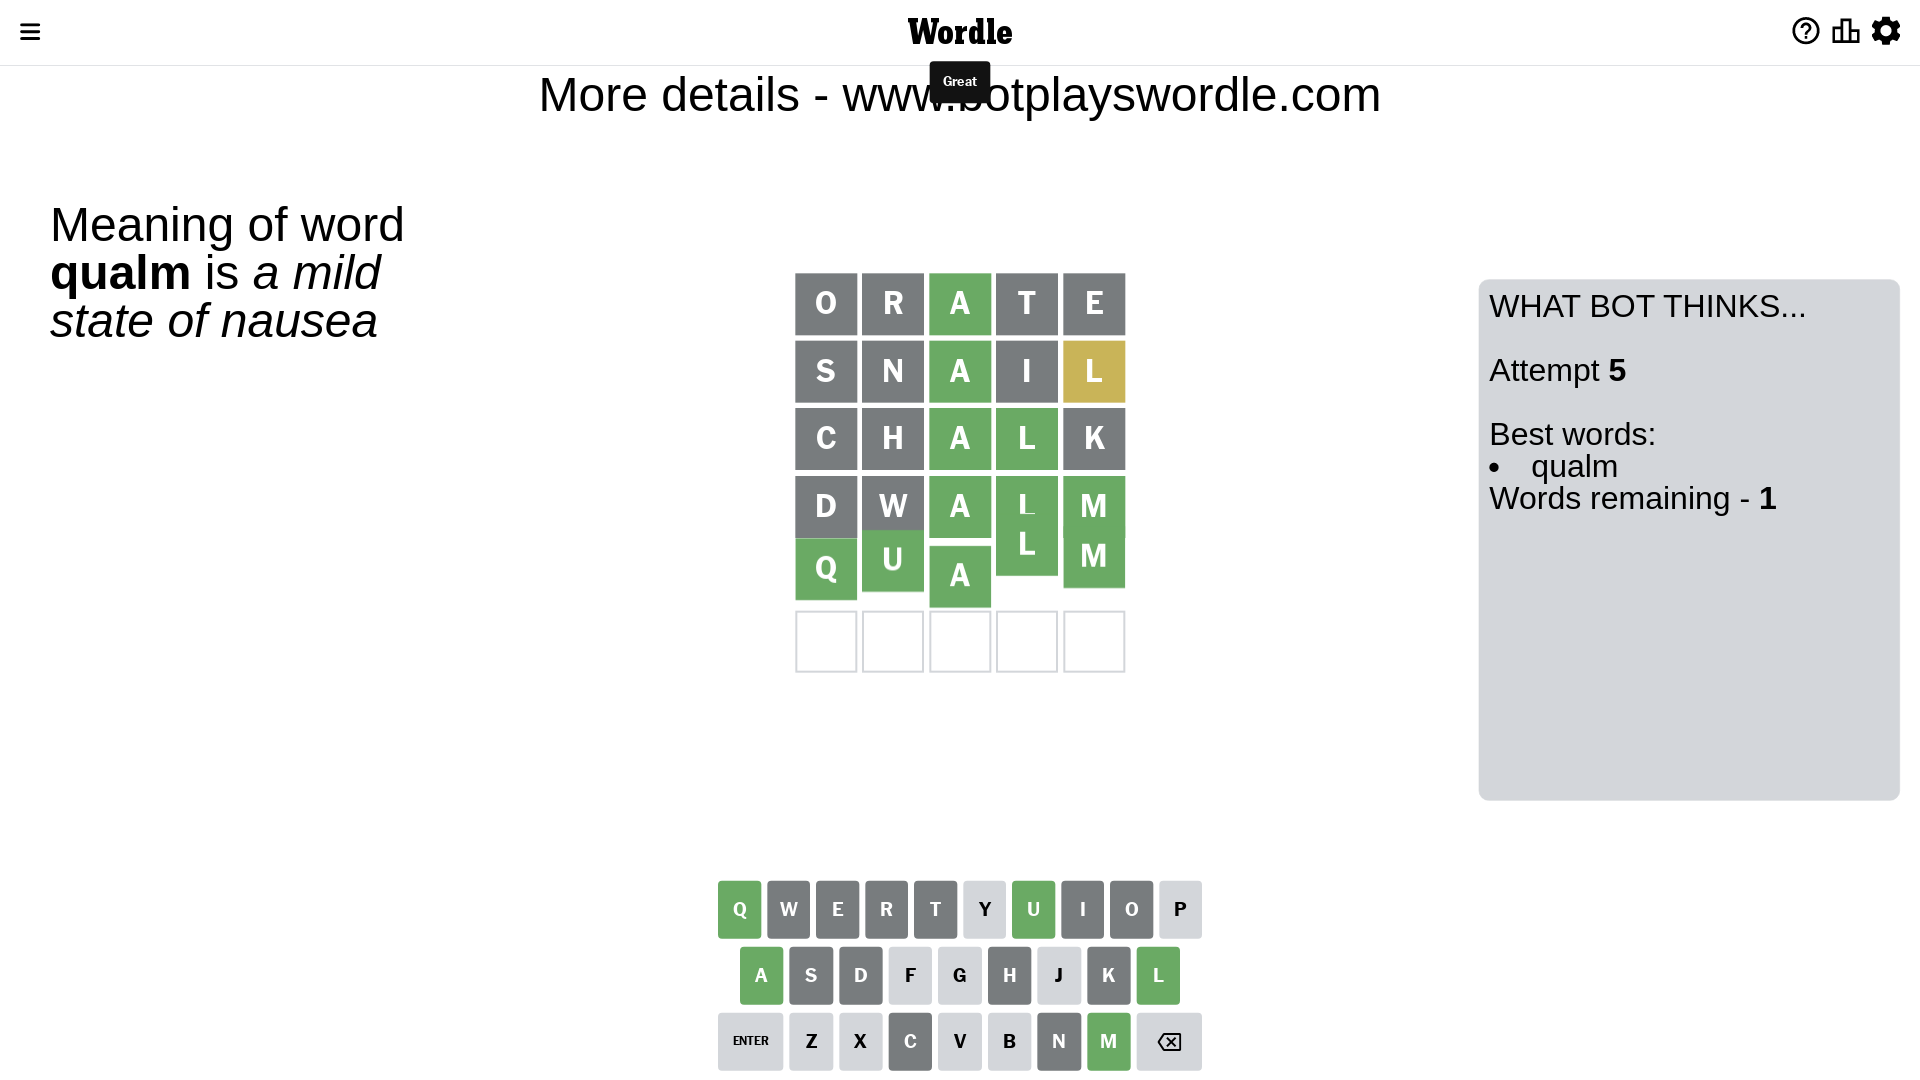 Wordle
Great
More details - www.botplayswordle.com
Meaning of word
qualm is a mild
state of nausea
O R A T E
S N A I L
C H A L K
D W A L M
Q U A L M
WHAT BOT THINKS...
Attempt 5
Best words:
• qualm
Words remaining - 1
Q W E R T Y U I O P
A S D F G H J K L
ENTER Z X C V B N M